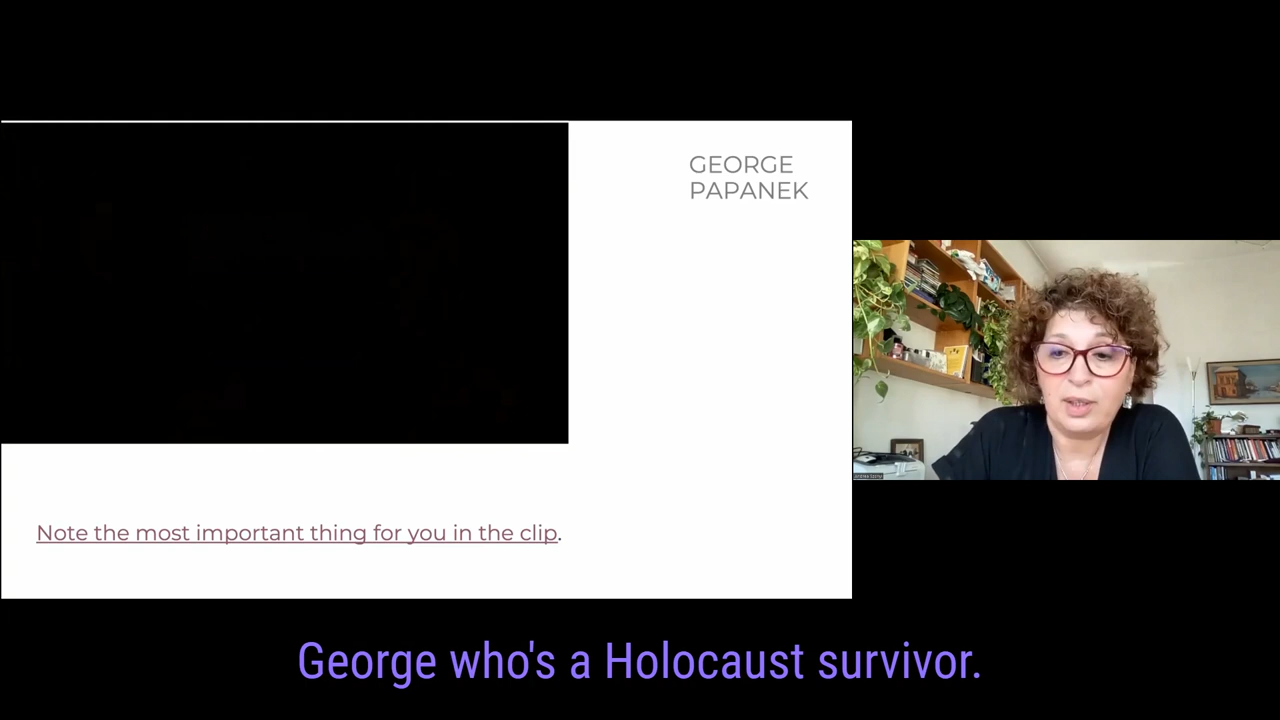 GEORGE
PAPANEK
Note the most important thing for you in the clip.
George who's a Holocaust survivor.